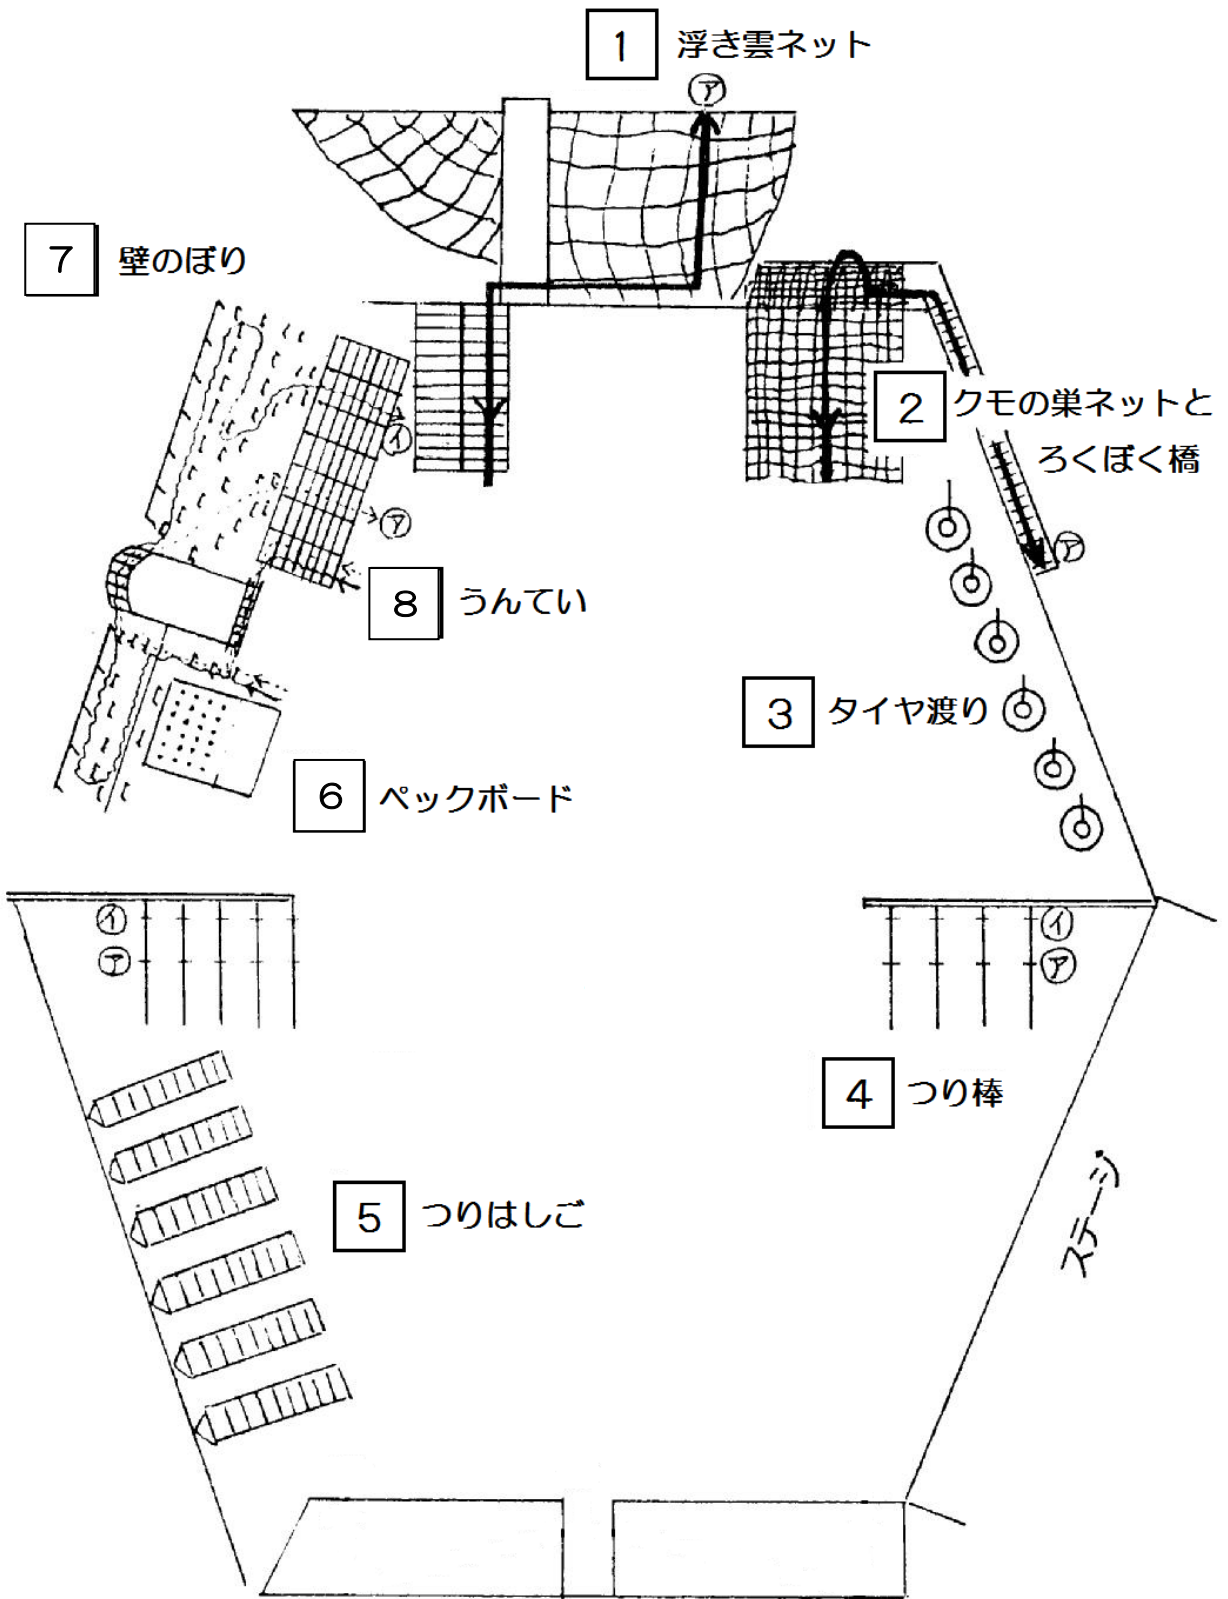 1 浮き雲ネット
㋐
7 壁のぼり
2 クモの巣ネットと
ろくぼく橋
㋑
㋐
㋐
8 うんてい
3 タイヤ渡り
6 ペックボード
㋑
㋐
㋑
㋐
4 つり棒
5 つりはしご
ステージ